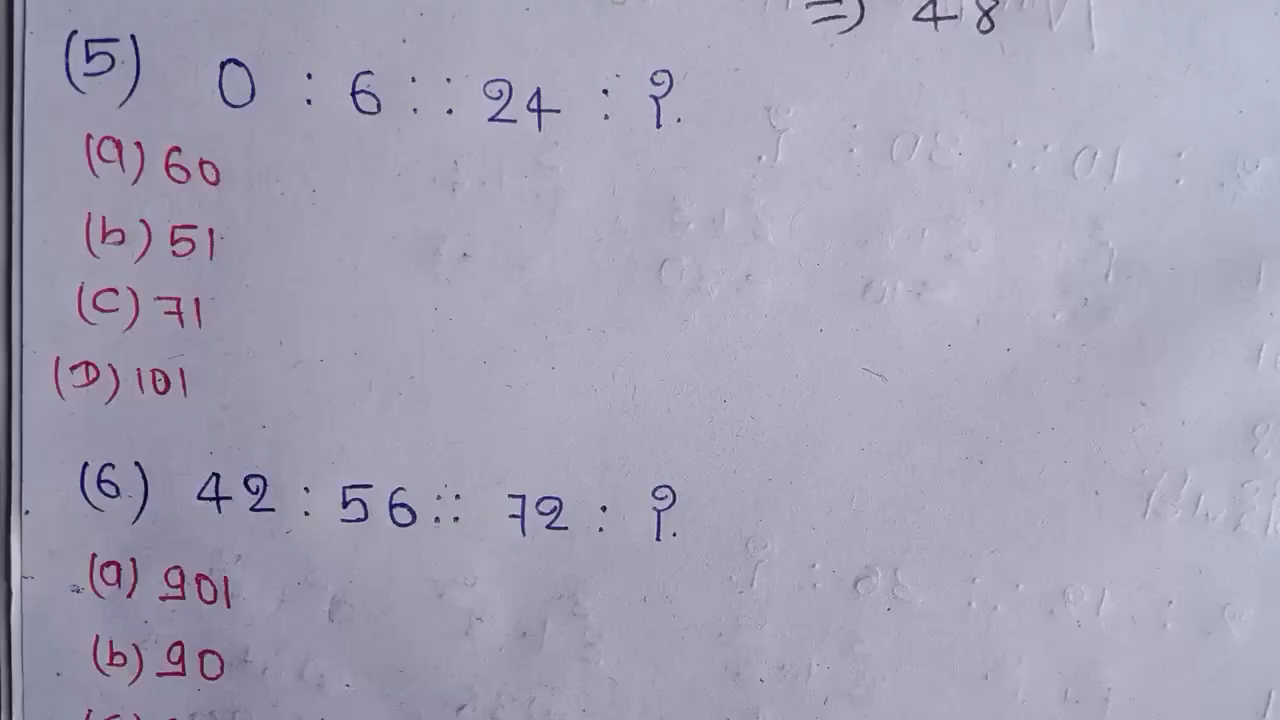 =) 48
(5) 0 : 6 :: 24 : ?
(a) 60
(b) 51
(C) 71
(D) 101
(6) 42 : 56 :: 72 : ?
(a) 901
(b) 90